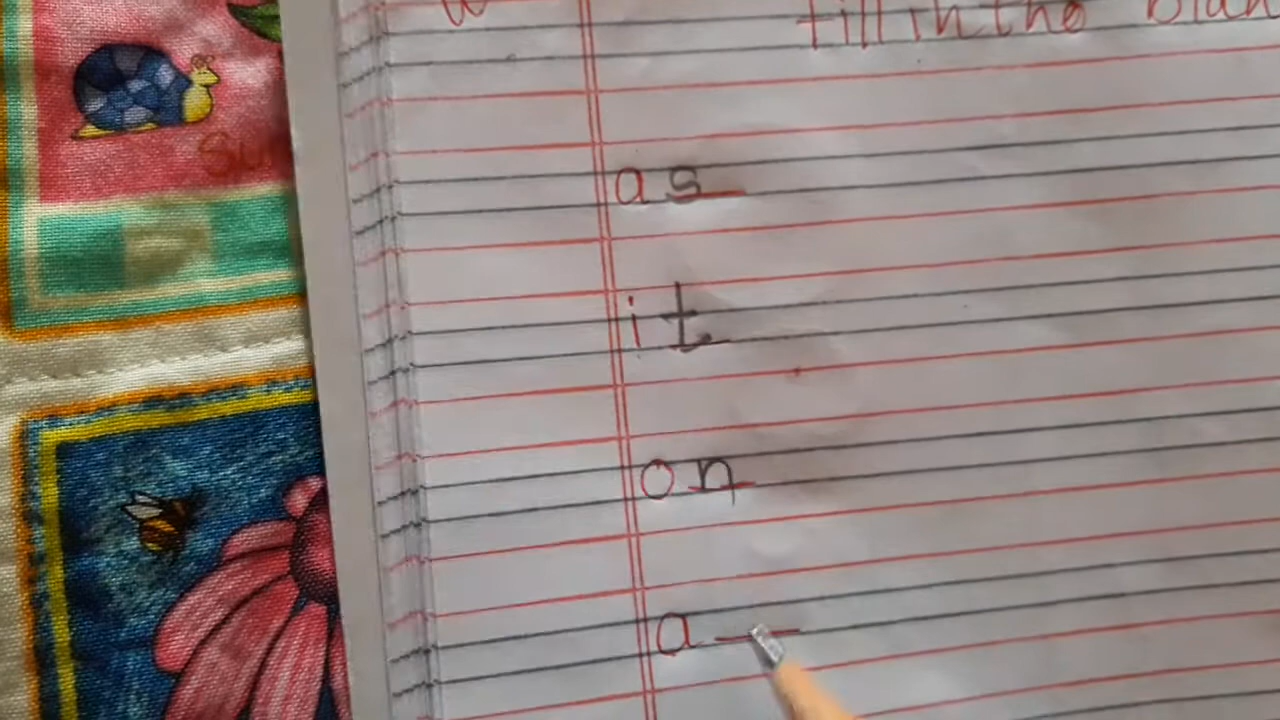 fill in the blan
as
it
on
a